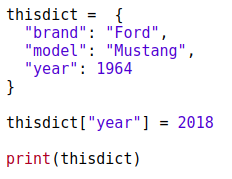 thisdict =  {
  "brand": "Ford",
  "model": "Mustang",
  "year": 1964
}
thisdict["year"] = 2018
print(thisdict)